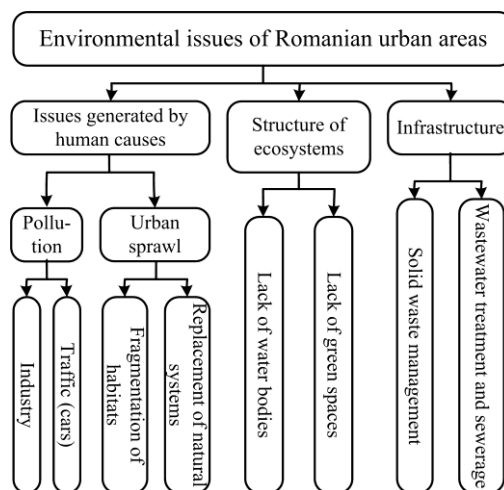 Environmental issues of Romanian urban areas
Issues generated by
human causes
Structure of
ecosystems
Infrastructure
Pollu-
tion
Urban
sprawl
Industry
Traffic (cars)
Fragmentation of
habitats
Replacement of natural
systems
Lack of water bodies
Lack of green spaces
Solid waste management
Wastewater treatment and sewerage